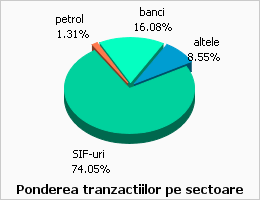 petrol
1.31%
banci
16.08%
altele
8.55%
SIF-uri
74.05%
Ponderea tranzactiilor pe sectoare